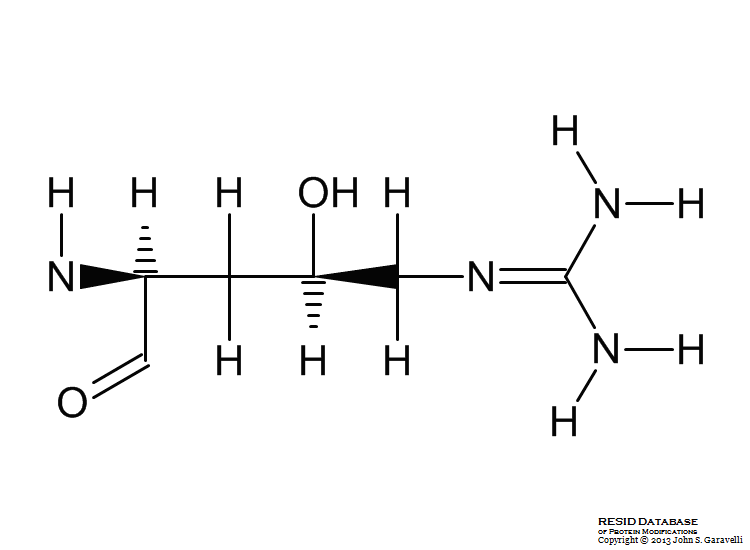 H
H H H OH H
N H
N N
O H H H N H
H
RESID DATABASE
OF PROTEIN MODIFICATIONS
Copyright © 2013 John S. Garavelli